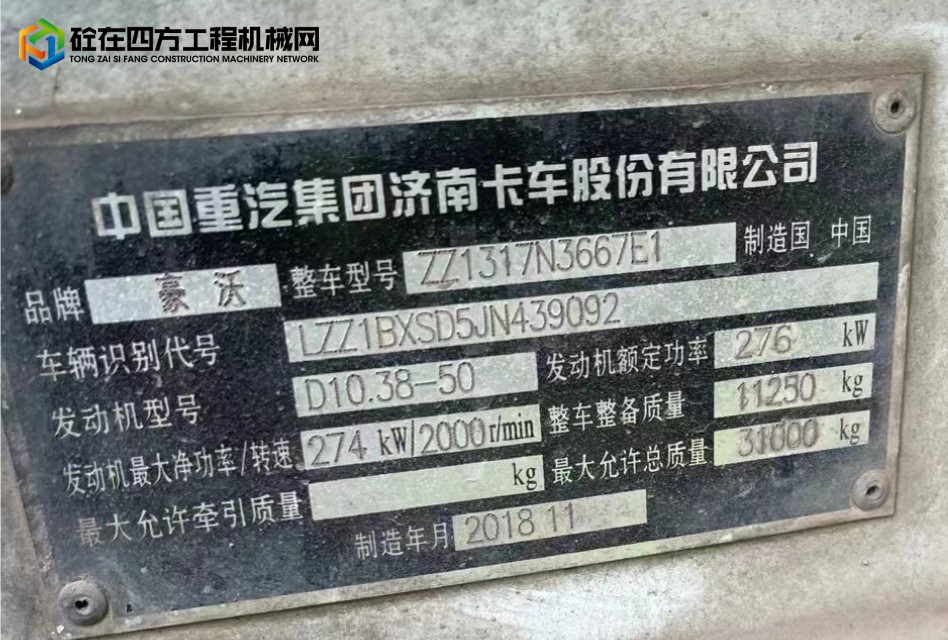 砼在四方工程机械网
TONG ZAI SI FANG CONSTRUCTION MACHINERY NETWORK
中国重汽集团济南卡车股份有限公司
品牌 豪沃 整车型号 ZZ1317N3667E1 制造国 中国
车辆识别代号 LZZ1BXSD5JN439092
发动机型号 D10.38-50 发动机额定功率 276 kW
发动机最大净功率/转速 274 kW/2000r/min 整车整备质量 11250 kg
最大允许牵引质量 kg 最大允许总质量 31000 kg
制造年月 2018 11